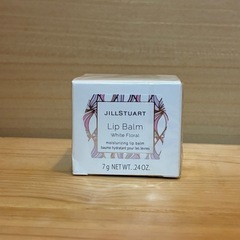 JILLSTUART
Lip Balm
White Floral
moisturizing lip balm
baume hydratant pour les lèvres
7 g NET WT. .24 OZ.